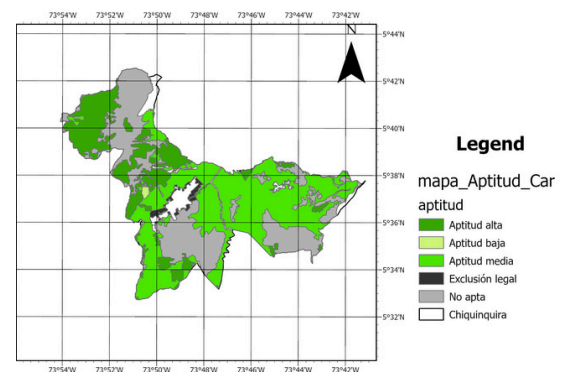 73°54'W 73°52'W 73°50'W 73°48'W 73°46'W 73°44'W 73°42'W
N
5°44'N
5°42'N
5°40'N
5°38'N
5°36'N
5°34'N
5°32'N
73°54'W 73°52'W 73°50'W 73°48'W 73°46'W 73°44'W 73°42'W
Legend
mapa_Aptitud_Car
aptitud
Aptitud alta
Aptitud baja
Aptitud media
Exclusión legal
No apta
Chiquinquira